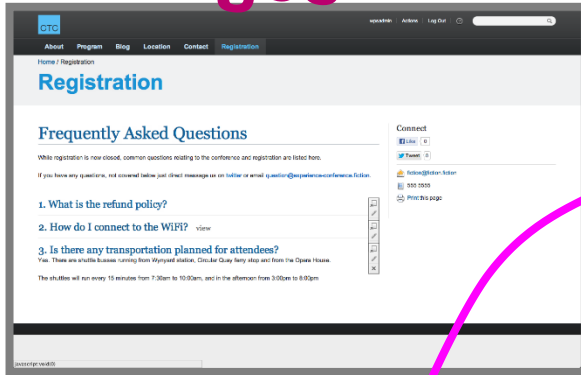 CTC
wpsadmin | Actions | Log Out
About Program Blog Location Contact Registration
Home / Registration
Registration
Frequently Asked Questions
While registration is now closed, common questions relating to the conference and registration are listed here.
If you have any questions, not covered below just direct message us on twitter or email question@experience-conference.fiction.
1. What is the refund policy?
2. How do I connect to the WiFi? view
3. Is there any transportation planned for attendees?
Yes. There are shuttle busses running from Wynyard station, Circular Quay ferry stop and from the Opera House.
The shuttles will run every 15 minutes from 7:30am to 10:00am, and in the afternoon from 3:00pm to 8:00pm
Connect
Like 0
Tweet 0
fiction@fiction.fiction
555 5555
Print this page
javascript:void(0)